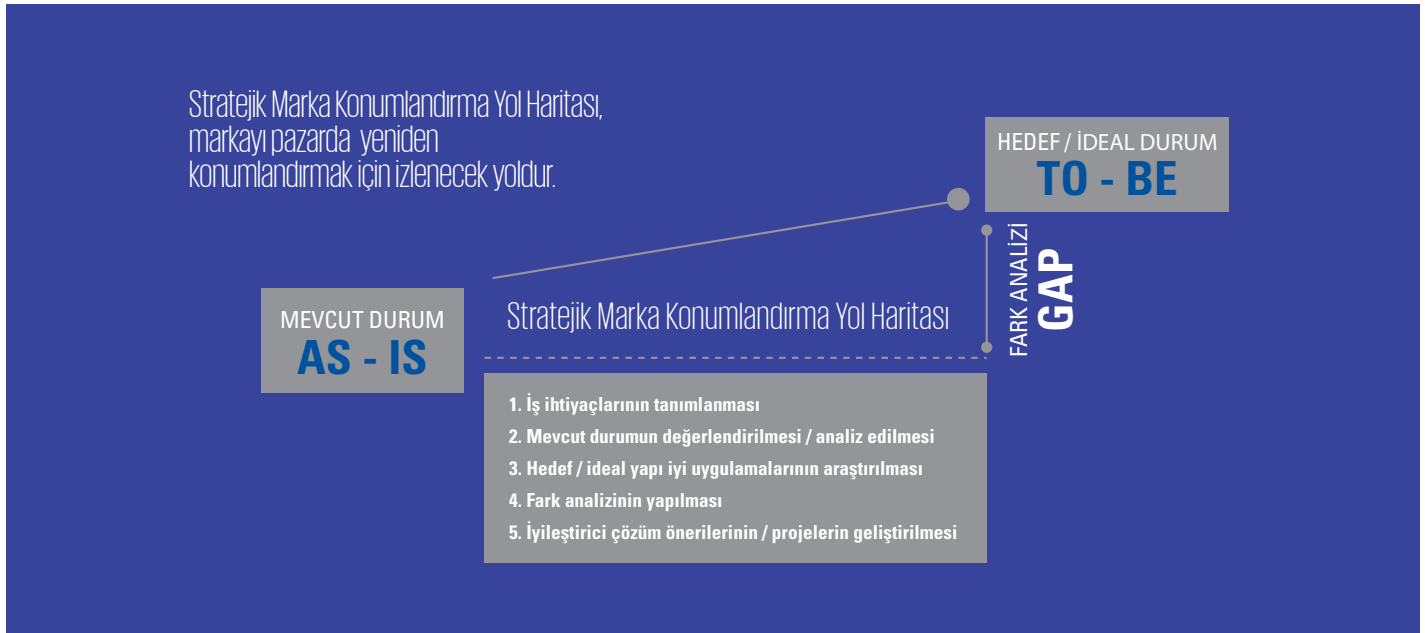 Stratejik Marka Konumlandırma Yol Haritası,
markayı pazarda yeniden
konumlandırmak için izlenecek yoldur.
HEDEF / İDEAL DURUM
TO - BE
FARK ANALİZİ
GAP
MEVCUT DURUM
AS - IS
Stratejik Marka Konumlandırma Yol Haritası
1. İş ihtiyaçlarının tanımlanması
2. Mevcut durumun değerlendirilmesi / analiz edilmesi
3. Hedef / ideal yapı iyi uygulamalarının araştırılması
4. Fark analizinin yapılması
5. İyileştirici çözüm önerilerinin / projelerin geliştirilmesi